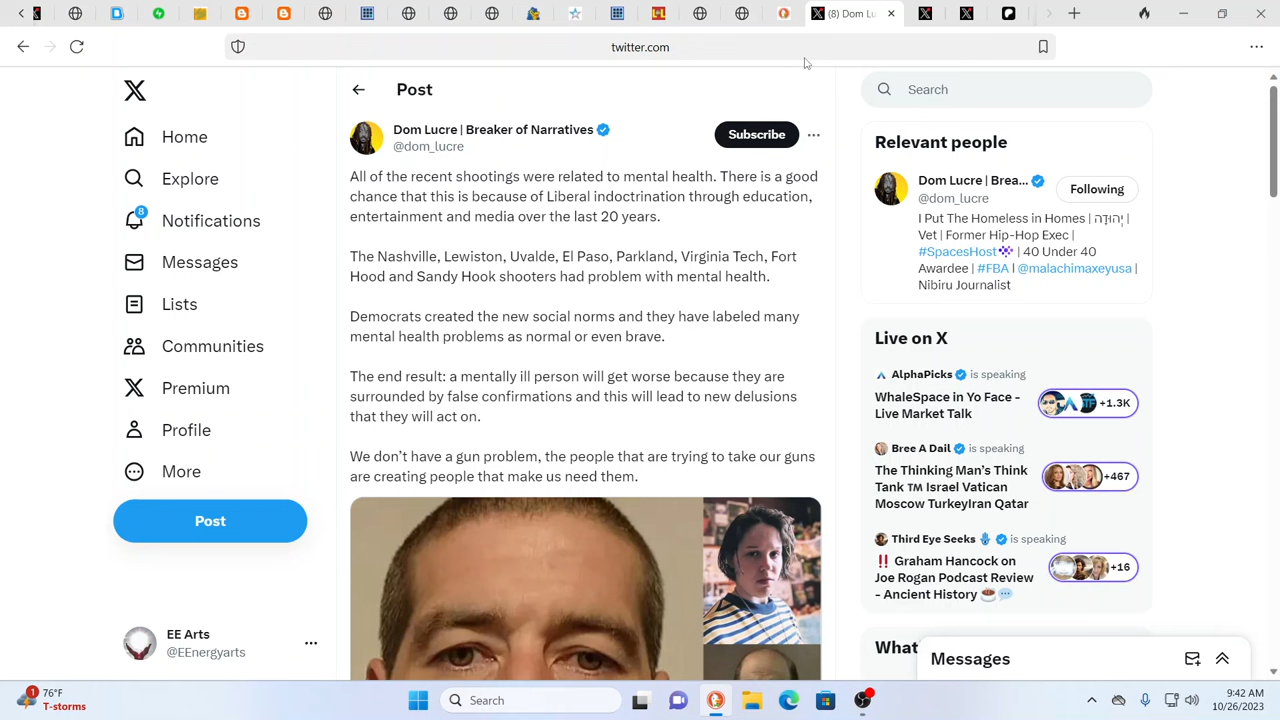 (8) Dom Lu
twitter.com
Post
Search
Dom Lucre | Breaker of Narratives
@dom_lucre
Subscribe
All of the recent shootings were related to mental health. There is a good
chance that this is because of Liberal indoctrination through education,
entertainment and media over the last 20 years.
The Nashville, Lewiston, Uvalde, El Paso, Parkland, Virginia Tech, Fort
Hood and Sandy Hook shooters had problem with mental health.
Democrats created the new social norms and they have labeled many
mental health problems as normal or even brave.
The end result: a mentally ill person will get worse because they are
surrounded by false confirmations and this will lead to new delusions
that they will act on.
We don’t have a gun problem, the people that are trying to take our guns
are creating people that make us need them.
Home
Explore
8
Notifications
Messages
Lists
Communities
Premium
Profile
More
Post
EE Arts
@EEnergyarts
Relevant people
Dom Lucre | Brea...
@dom_lucre
Following
I Put The Homeless in Homes | יְהוּדָה |
Vet | Former Hip-Hop Exec |
#SpacesHost | 40 Under 40
Awardee | #FBA | @malachimaxeyusa |
Nibiru Journalist
Live on X
AlphaPicks is speaking
WhaleSpace in Yo Face -
Live Market Talk
+1.3K
Bree A Dail is speaking
The Thinking Man’s Think
Tank ™ Israel Vatican
Moscow TurkeyIran Qatar
+467
Third Eye Seeks is speaking
‼️ Graham Hancock on
Joe Rogan Podcast Review
- Ancient History
+16
What
Messages
1
76°F
T-storms
Search
:42 AM
10/26/2023